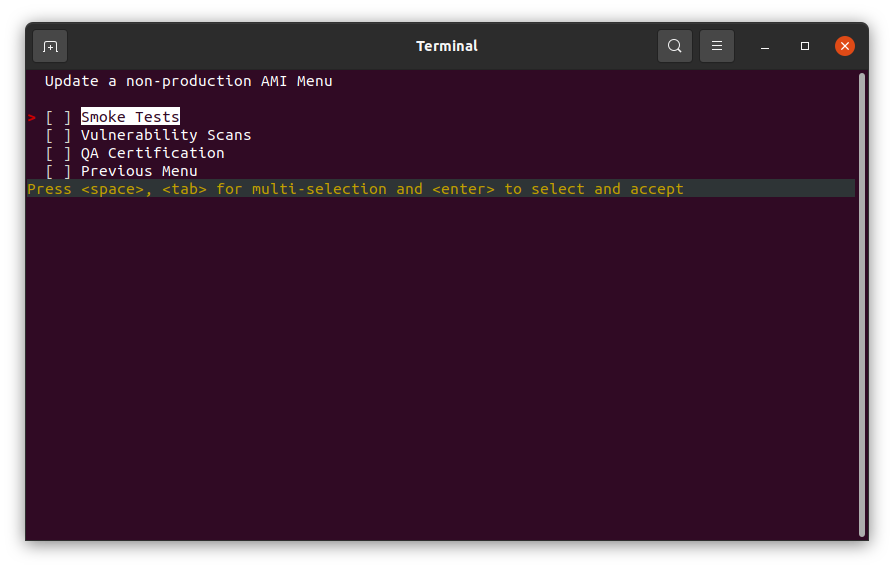 Terminal
Update a non-production AMI Menu
> [ ] Smoke Tests
[ ] Vulnerability Scans
[ ] QA Certification
[ ] Previous Menu
Press <space>, <tab> for multi-selection and <enter> to select and accept